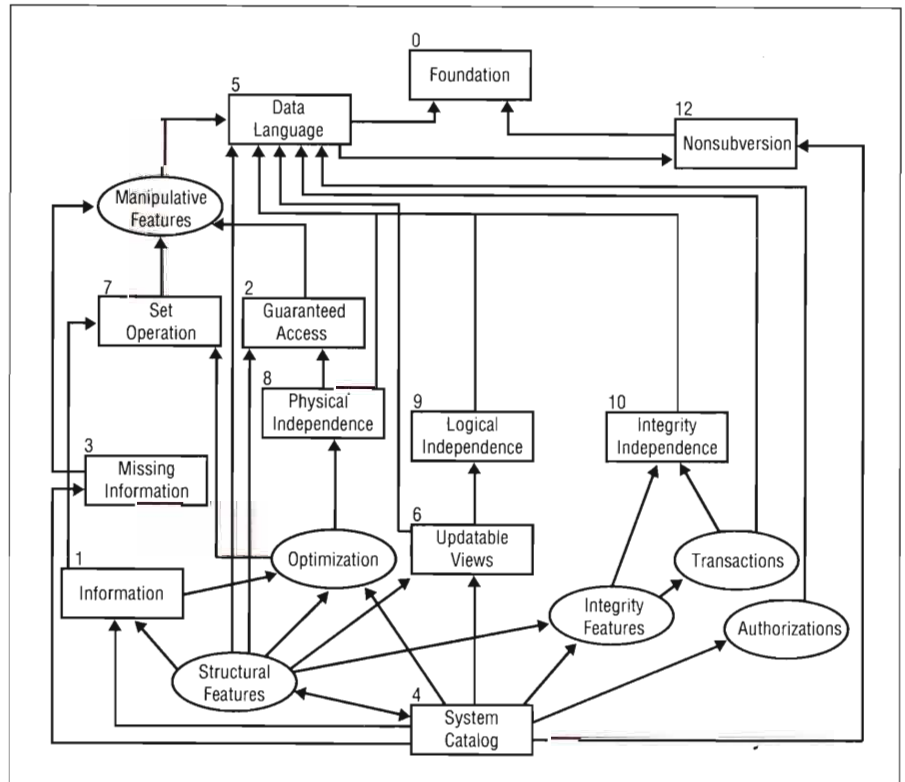 0
Foundation
5
Data
Language
12
Nonsubversion
Manipulative
Features
7
Set
Operation
2
Guaranteed
Access
8
Physical
Independence
9
Logical
Independence
10
Integrity
Independence
3
Missing
Information
6
Updatable
Views
Optimization
Transactions
1
Information
Integrity
Features
Authorizations
Structural
Features
4
System
Catalog